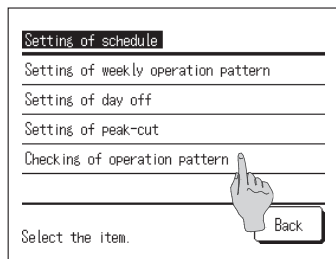 Setting of schedule
Setting of weekly operation pattern
Setting of day off
Setting of peak-cut
Checking of operation pattern
Select the item.
Back